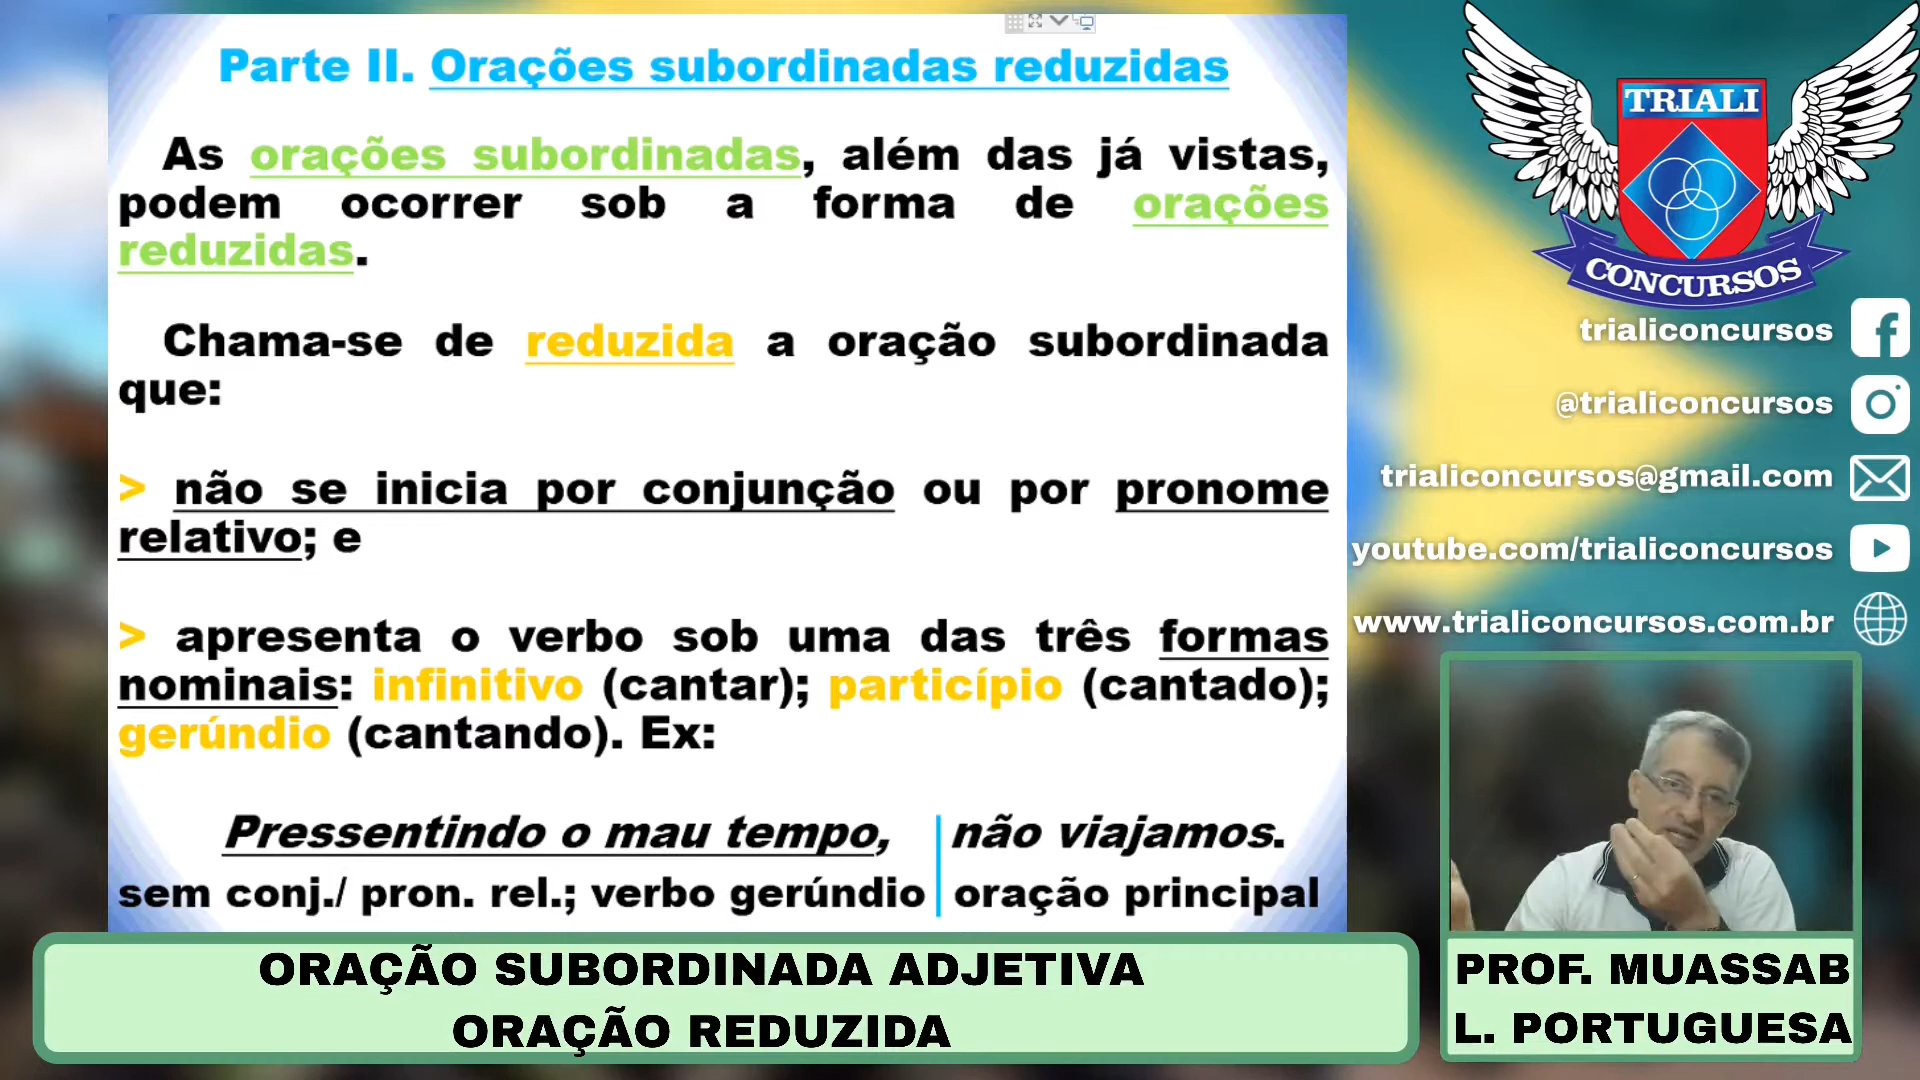 Parte II. Orações subordinadas reduzidas
As orações subordinadas, além das já vistas,
podem ocorrer sob a forma de orações
reduzidas.
Chama-se de reduzida a oração subordinada
que:
> não se inicia por conjunção ou por pronome
relativo; e
> apresenta o verbo sob uma das três formas
nominais: infinitivo (cantar); particípio (cantado);
gerúndio (cantando). Ex:
Pressentindo o mau tempo, não viajamos.
sem conj./ pron. rel.; verbo gerúndio oração principal
TRIALI
CONCURSOS
trialiconcursos
@trialiconcursos
trialiconcursos@gmail.com
youtube.com/trialiconcursos
www.trialiconcursos.com.br
ORAÇÃO SUBORDINADA ADJETIVA
ORAÇÃO REDUZIDA
PROF. MUASSAB
L. PORTUGUESA